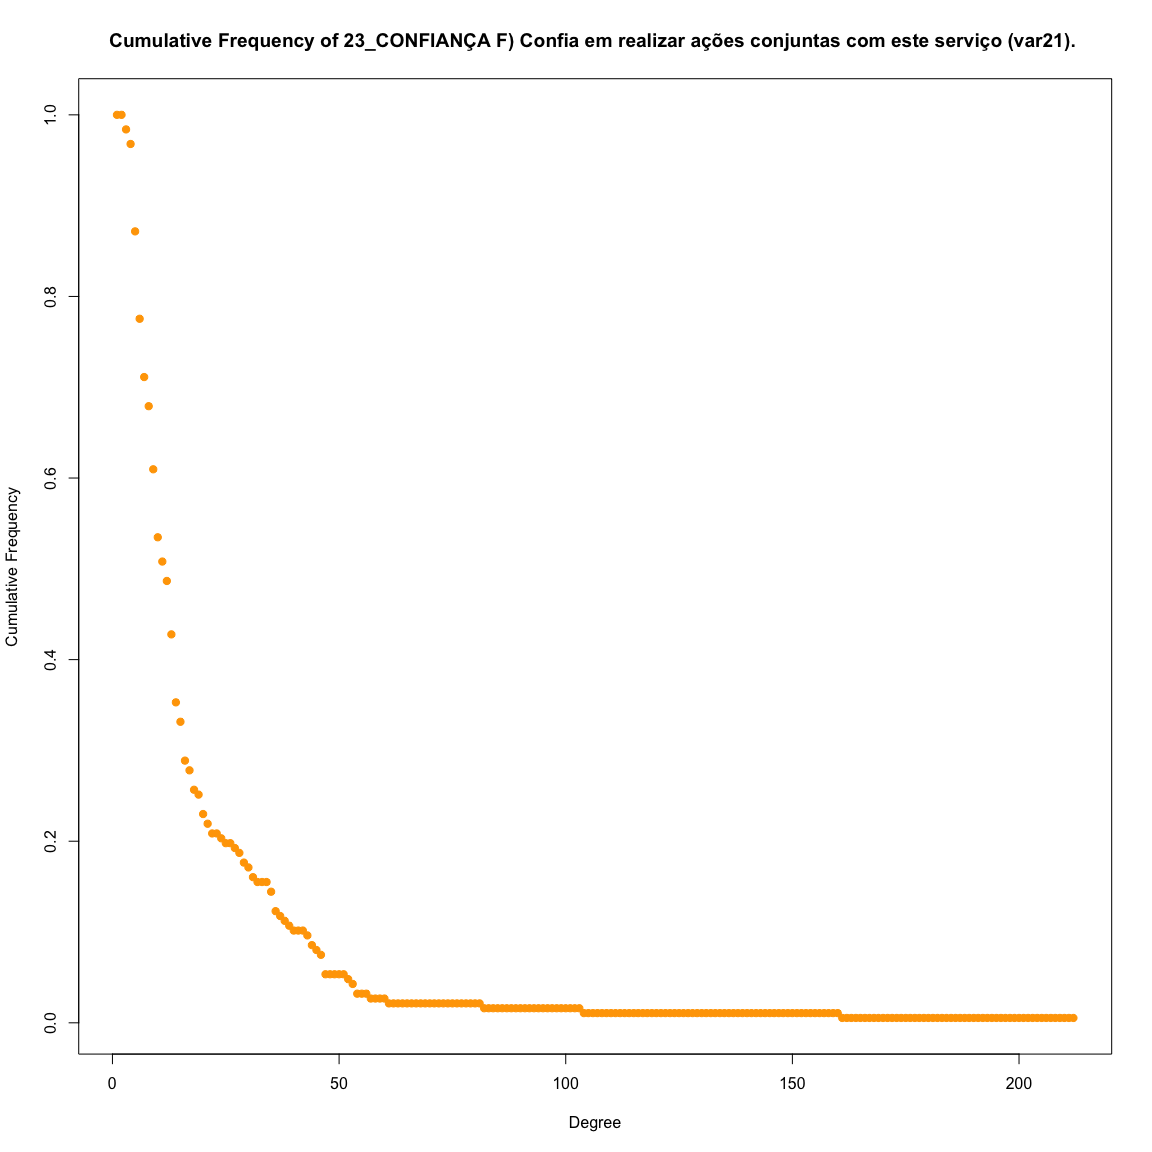 Cumulative Frequency of 23_CONFIANÇA F) Confia em realizar ações conjuntas com este serviço (var21).
1.0
0.8
0.6
0.4
0.2
0.0
Cumulative Frequency
0 50 100 150 200
Degree